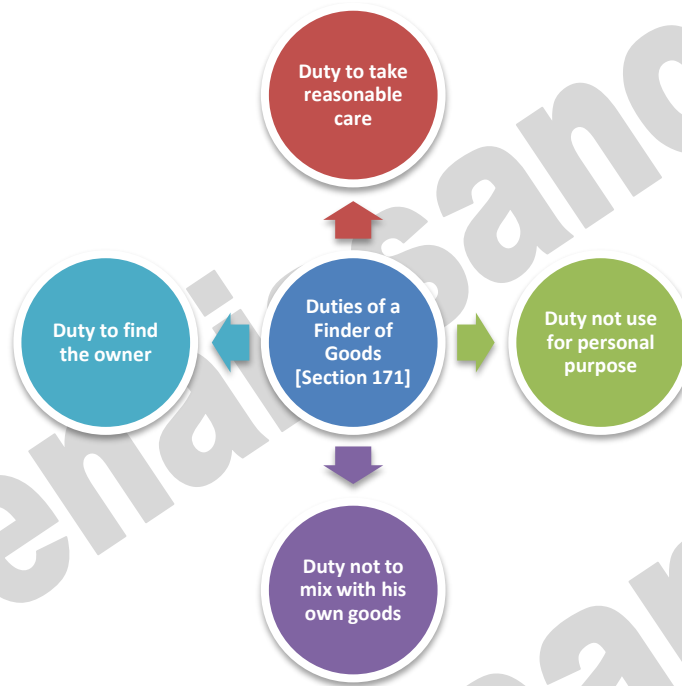 Duty to take
reasonable
care
Duty to find
the owner
Duties of a
Finder of
Goods
[Section 171]
Duty not use
for personal
purpose
Duty not to
mix with his
own goods